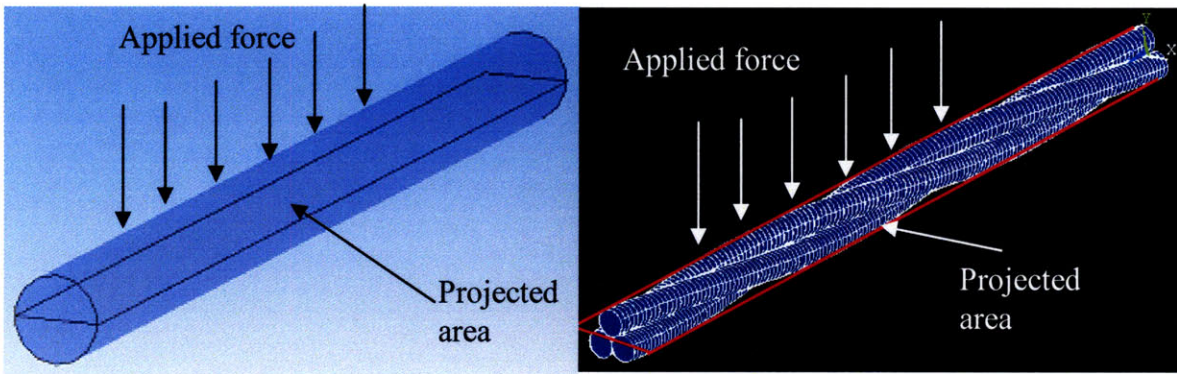 Applied force
Projected
area
Applied force
Projected
area
Y
X